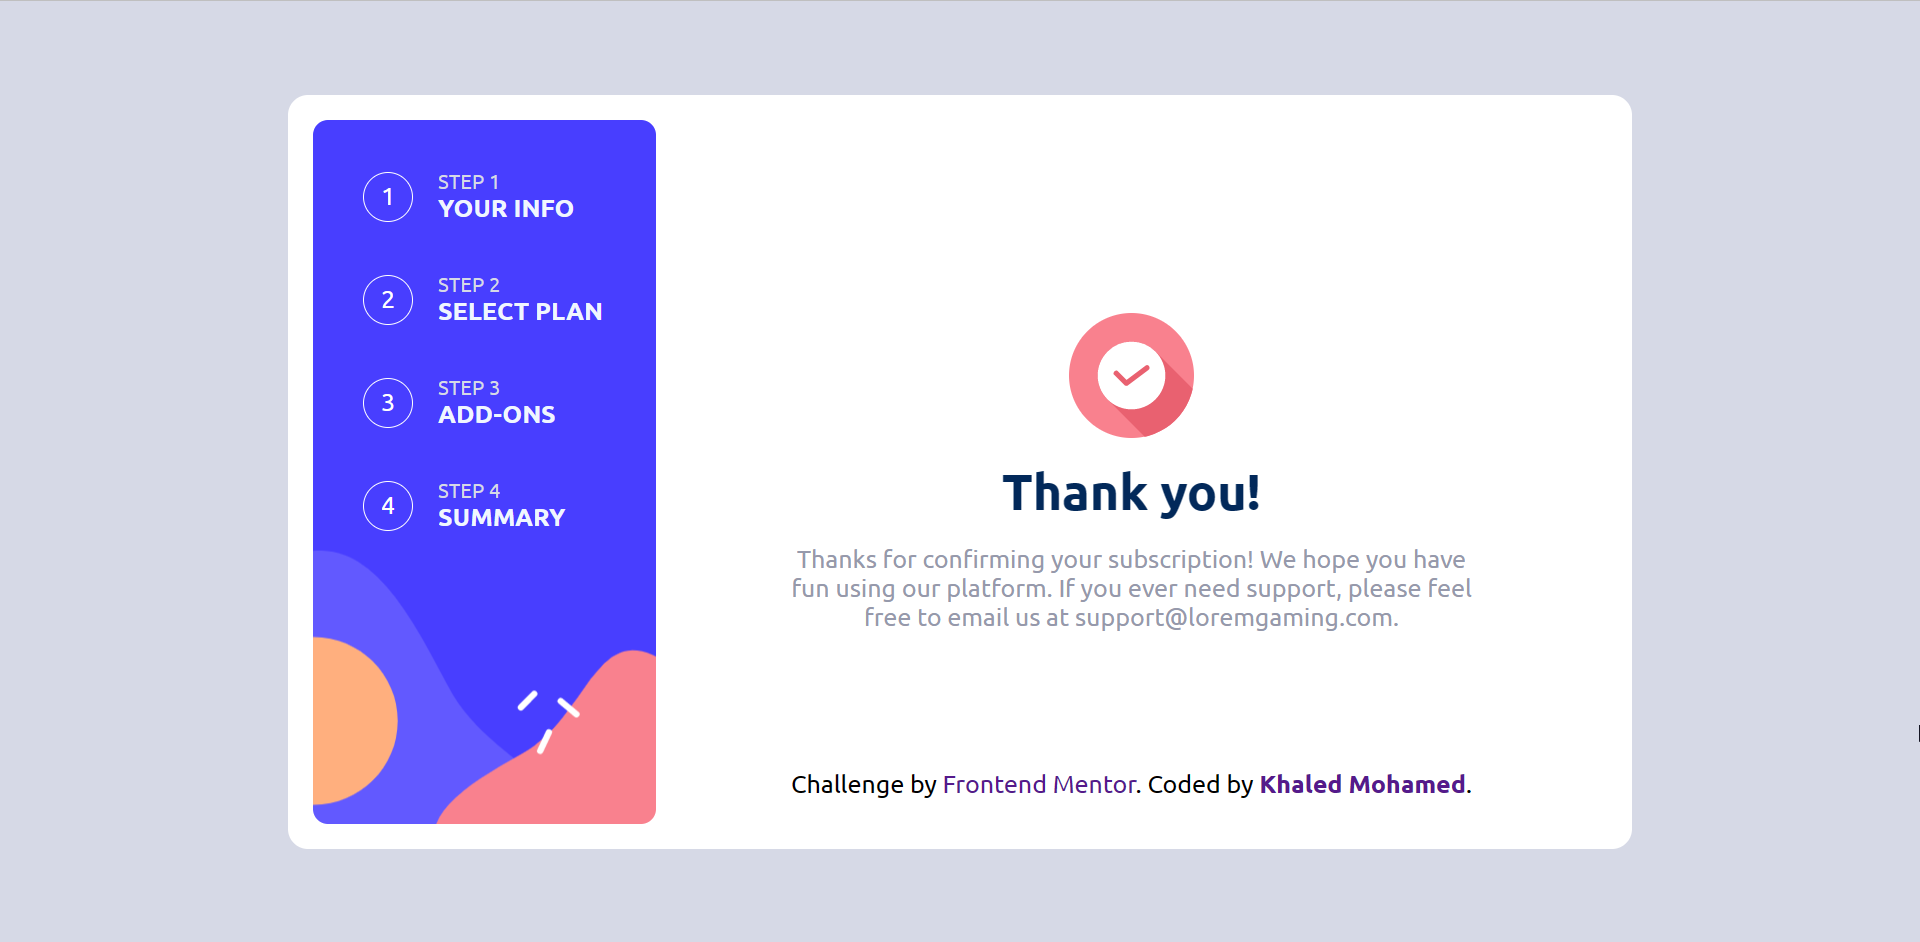 1
STEP 1
YOUR INFO
2
STEP 2
SELECT PLAN
3
STEP 3
ADD-ONS
4
STEP 4
SUMMARY
Thank you!
Thanks for confirming your subscription! We hope you have
fun using our platform. If you ever need support, please feel
free to email us at support@loremgaming.com.
Challenge by Frontend Mentor. Coded by Khaled Mohamed.